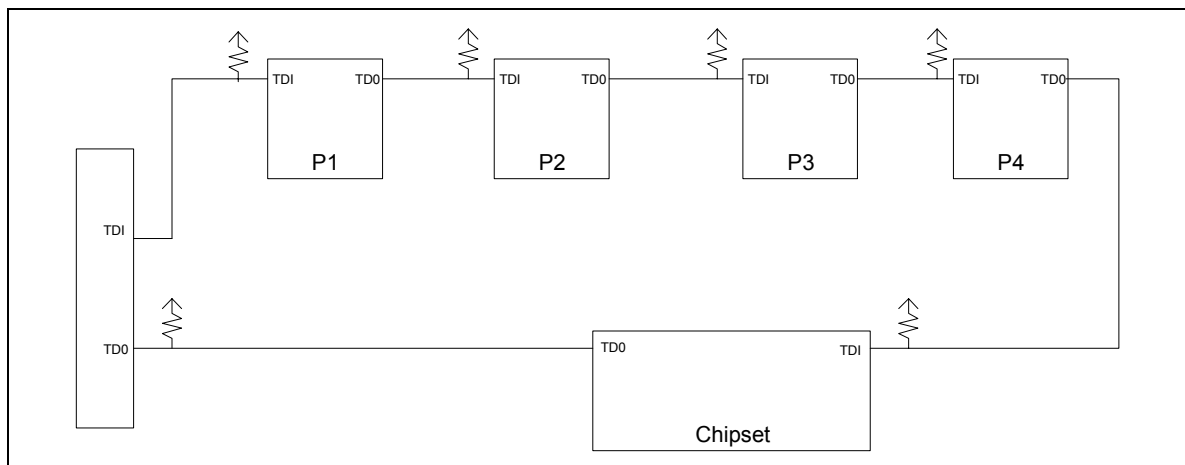 TDI TD0 TDI TD0 TDI TD0 TDI TD0
P1 P2 P3 P4
TDI
TD0 TD0 TDI
Chipset